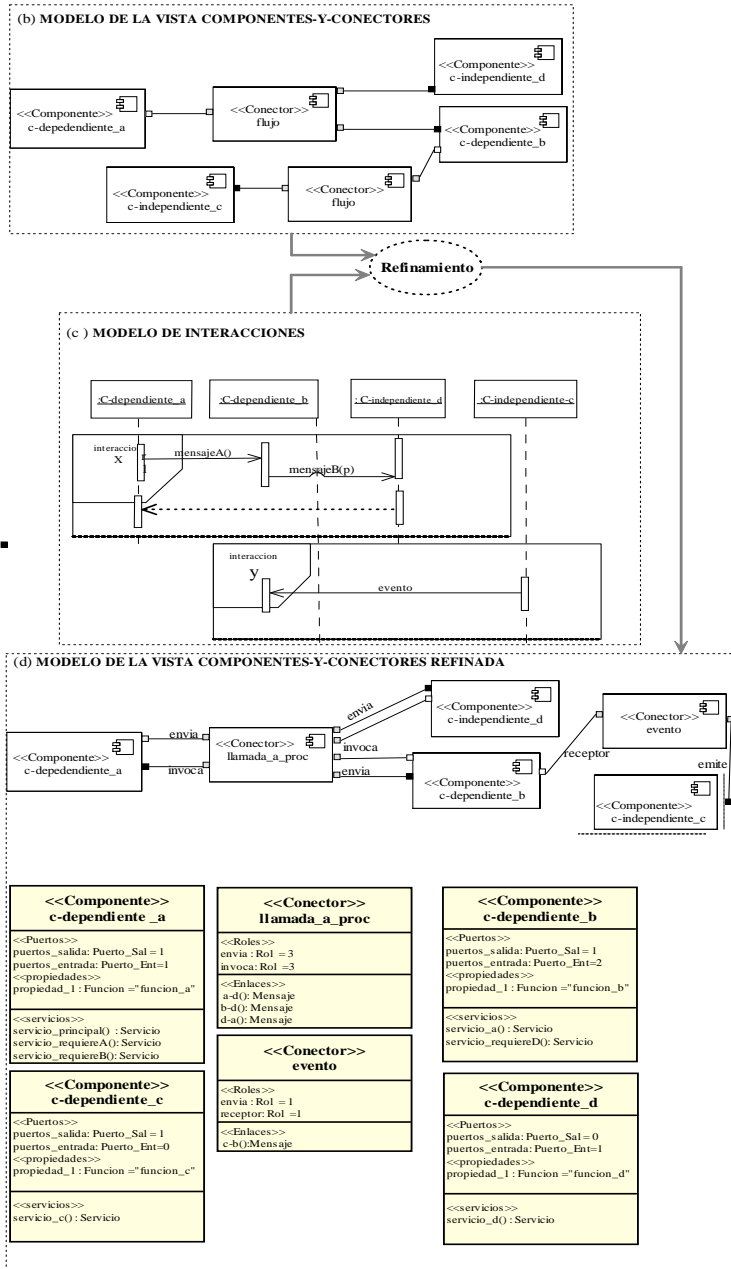 (b) MODELO DE LA VISTA COMPONENTES-Y-CONECTORES
<<Componente>>
c-independiente_d
<<Componente>>
c-depedendiente_a
<<Conector>>
flujo
<<Componente>>
c-dependiente_b
<<Componente>>
c-independiente_c
<<Conector>>
flujo
Refinamiento
(c ) MODELO DE INTERACCIONES
:C-dependiente_a
:C-dependiente_b
: C-independiente_d
:C-independiente-c
interaccio
X
r
1
mensajeA()
mensajeB(p)
interaccion
y
evento
(d) MODELO DE LA VISTA COMPONENTES-Y-CONECTORES REFINADA
<<Componente>>
c-depedendiente_a
envia
invoca
<<Conector>>
llamada_a_proc
envia
invoca
envia
<<Componente>>
c-independiente_d
<<Componente>>
c-dependiente_b
receptor
<<Conector>>
evento
emite
<<Componente>>
c-independiente_c
<<Componente>>
c-dependiente _a
<<Puertos>>
puertos_salida: Puerto_Sal = 1
puertos_entrada: Puerto_Ent=1
<<propiedades>>
propiedad_1 : Funcion ="funcion_a"
<<servicios>>
servicio_principal() : Servicio
servicio_requiereA(): Servicio
servicio_requiereB(): Servicio
<<Conector>>
llamada_a_proc
<<Roles>>
envia : Rol = 3
invoca: Rol =3
<<Enlaces>>
a-d(): Mensaje
b-d(): Mensaje
d-a(): Mensaje
<<Componente>>
c-dependiente_b
<<Puertos>>
puertos_salida: Puerto_Sal = 1
puertos_entrada: Puerto_Ent=2
<<propiedades>>
propiedad_1 : Funcion ="funcion_b"
<<servicios>>
servicio_a() : Servicio
servicio_requiereD(): Servicio
<<Conector>>
evento
<<Roles>>
envia : Rol = 1
receptor: Rol =1
<<Enlaces>>
c-b():Mensaje
<<Componente>>
c-dependiente_c
<<Puertos>>
puertos_salida: Puerto_Sal = 1
puertos_entrada: Puerto_Ent=0
<<propiedades>>
propiedad_1 : Funcion ="funcion_c"
<<servicios>>
servicio_c() : Servicio
<<Componente>>
c-dependiente_d
<<Puertos>>
puertos_salida: Puerto_Sal = 0
puertos_entrada: Puerto_Ent=1
<<propiedades>>
propiedad_1 : Funcion ="funcion_d"
<<servicios>>
servicio_d() : Servicio